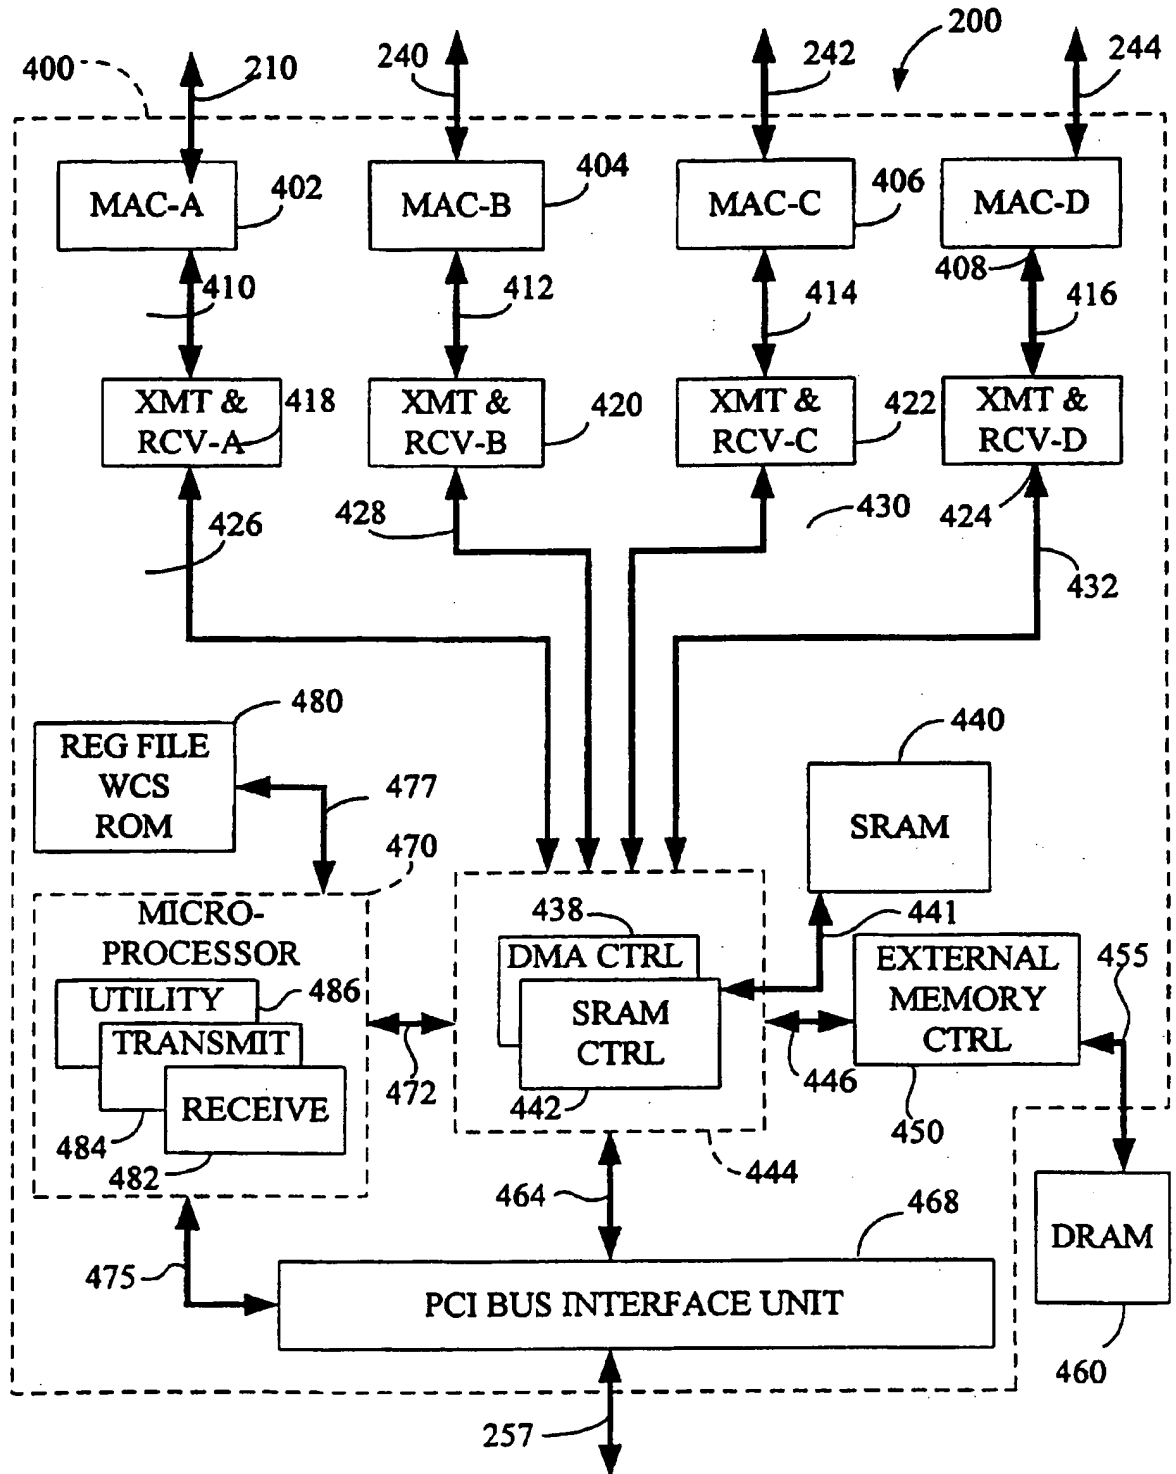 200
400
210
240
242
244
MAC-A
402
MAC-B
404
MAC-C
406
MAC-D
408
410
412
414
416
XMT &
RCV-A
418
XMT &
RCV-B
420
XMT &
RCV-C
422
XMT &
RCV-D
424
426
428
430
432
480
REG FILE
WCS
ROM
477
470
440
SRAM
441
MICRO-
PROCESSOR
UTILITY
486
TRANSMIT
RECEIVE
484
482
472
438
DMA CTRL
SRAM
CTRL
442
444
446
EXTERNAL
MEMORY
CTRL
450
455
464
468
475
PCI BUS INTERFACE UNIT
DRAM
460
257